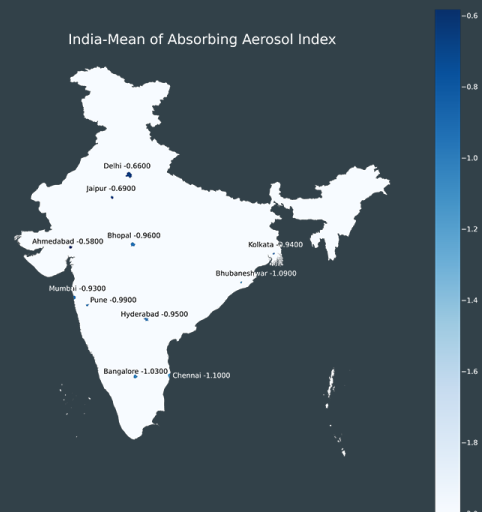 India-Mean of Absorbing Aerosol Index
Delhi -0.6600
Jaipur -0.6900
Ahmedabad -0.5800
Bhopal -0.9600
Kolkata -0.9400
Bhubaneshwar -1.0900
Mumbai -0.9300
Pune -0.9900
Hyderabad -0.9500
Bangalore -1.0300
Chennai -1.1000
−0.6
−0.8
−1.0
−1.2
−1.4
−1.6
−1.8